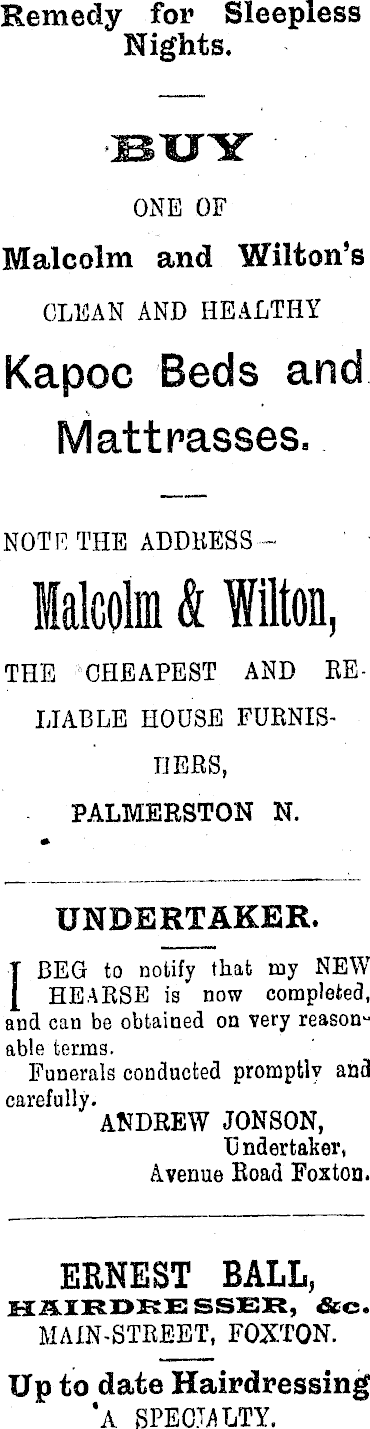 Remedy for Sleepless
Nights.
BUY
ONE OF
Malcolm and Wilton's
CLEAN AND HEALTHY
Kapoc Beds and
Mattrasses.
NOTE THE ADDRESS—
Malcolm & Wilton,
THE CHEAPEST AND RE-
LIABLE HOUSE FURNIS-
HERS,
PALMERSTON N.
UNDERTAKER.
I BEG to notify that my NEW
HEARSE is now completed,
and can be obtained on very reason-
able terms.
Funerals conducted promptly and
carefully.
ANDREW JONSON,
Undertaker,
Avenue Road Foxton.
ERNEST BALL,
HAIRDRESSER, &c.
MAIN-STREET, FOXTON.
Up to date Hairdressing
A SPECIALTY.